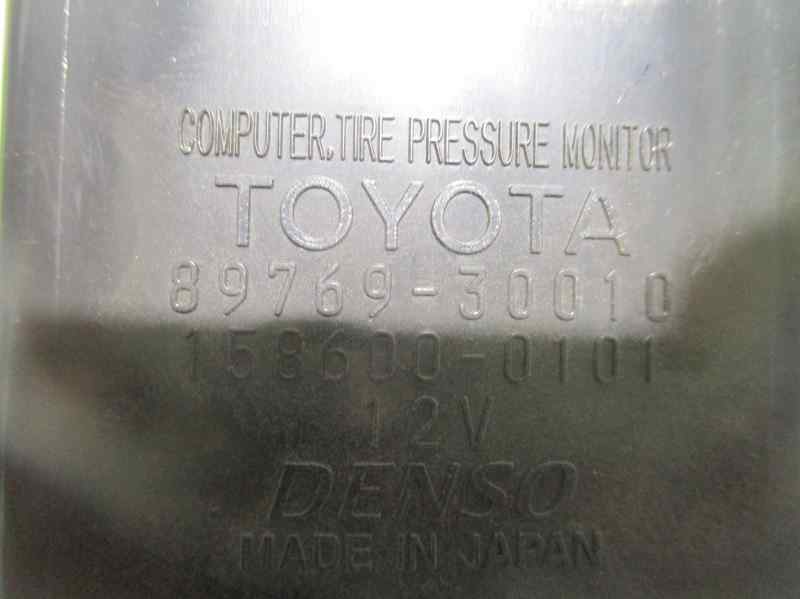 COMPUTER, TIRE PRESSURE MONITOR
TOYOTA
89769-30010
158600-0101
12V
DENSO
MADE IN JAPAN